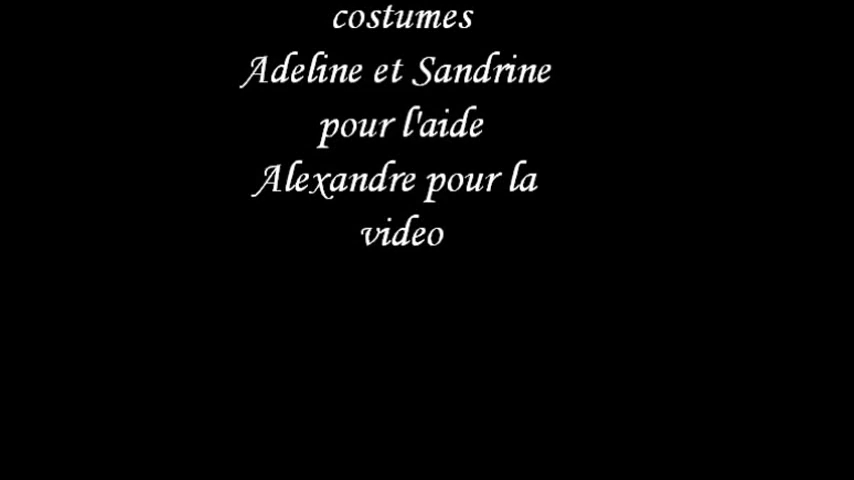 costumes
Adeline et Sandrine
pour l'aide
Alexandre pour la
video